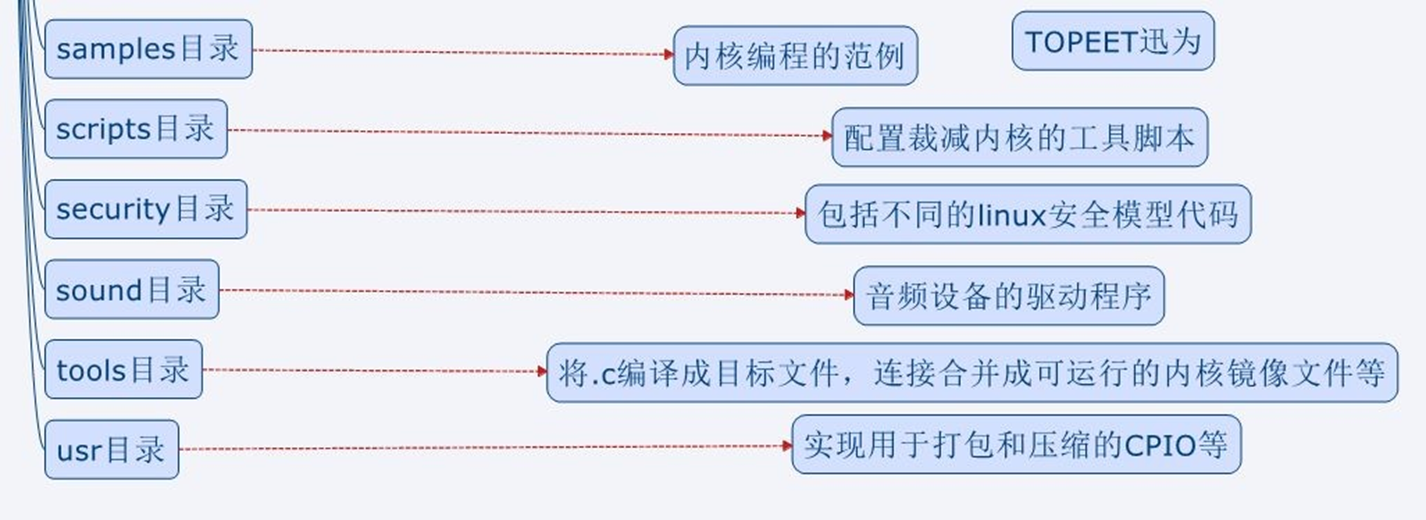 samples目录
内核编程的范例
TOPEET迅为
scripts目录
配置裁减内核的工具脚本
security目录
包括不同的linux安全模型代码
sound目录
音频设备的驱动程序
tools目录
将.c编译成目标文件，连接合并成可运行的内核镜像文件等
usr目录
实现用于打包和压缩的CPIO等